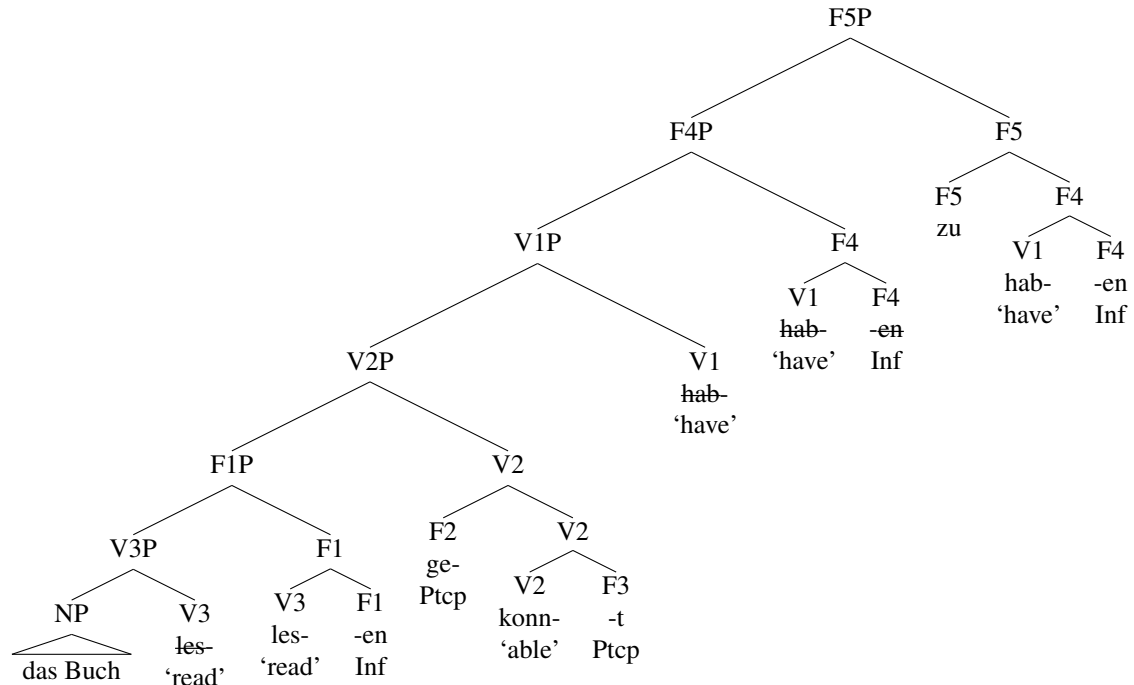 F5P
F4P F5
F5 F4
zu
V1P F4 V1 F4
hab- -en
V1 F4 ‘have’ Inf
hab- -en
‘have’ Inf
V2P V1
hab-
‘have’
F1P V2
F2 V2
V3P F1 ge-
Ptcp V2 F3
NP V3 V3 F1 konn- -t
les- les- -en ‘able’ Ptcp
das Buch ‘read’ ‘read’ Inf